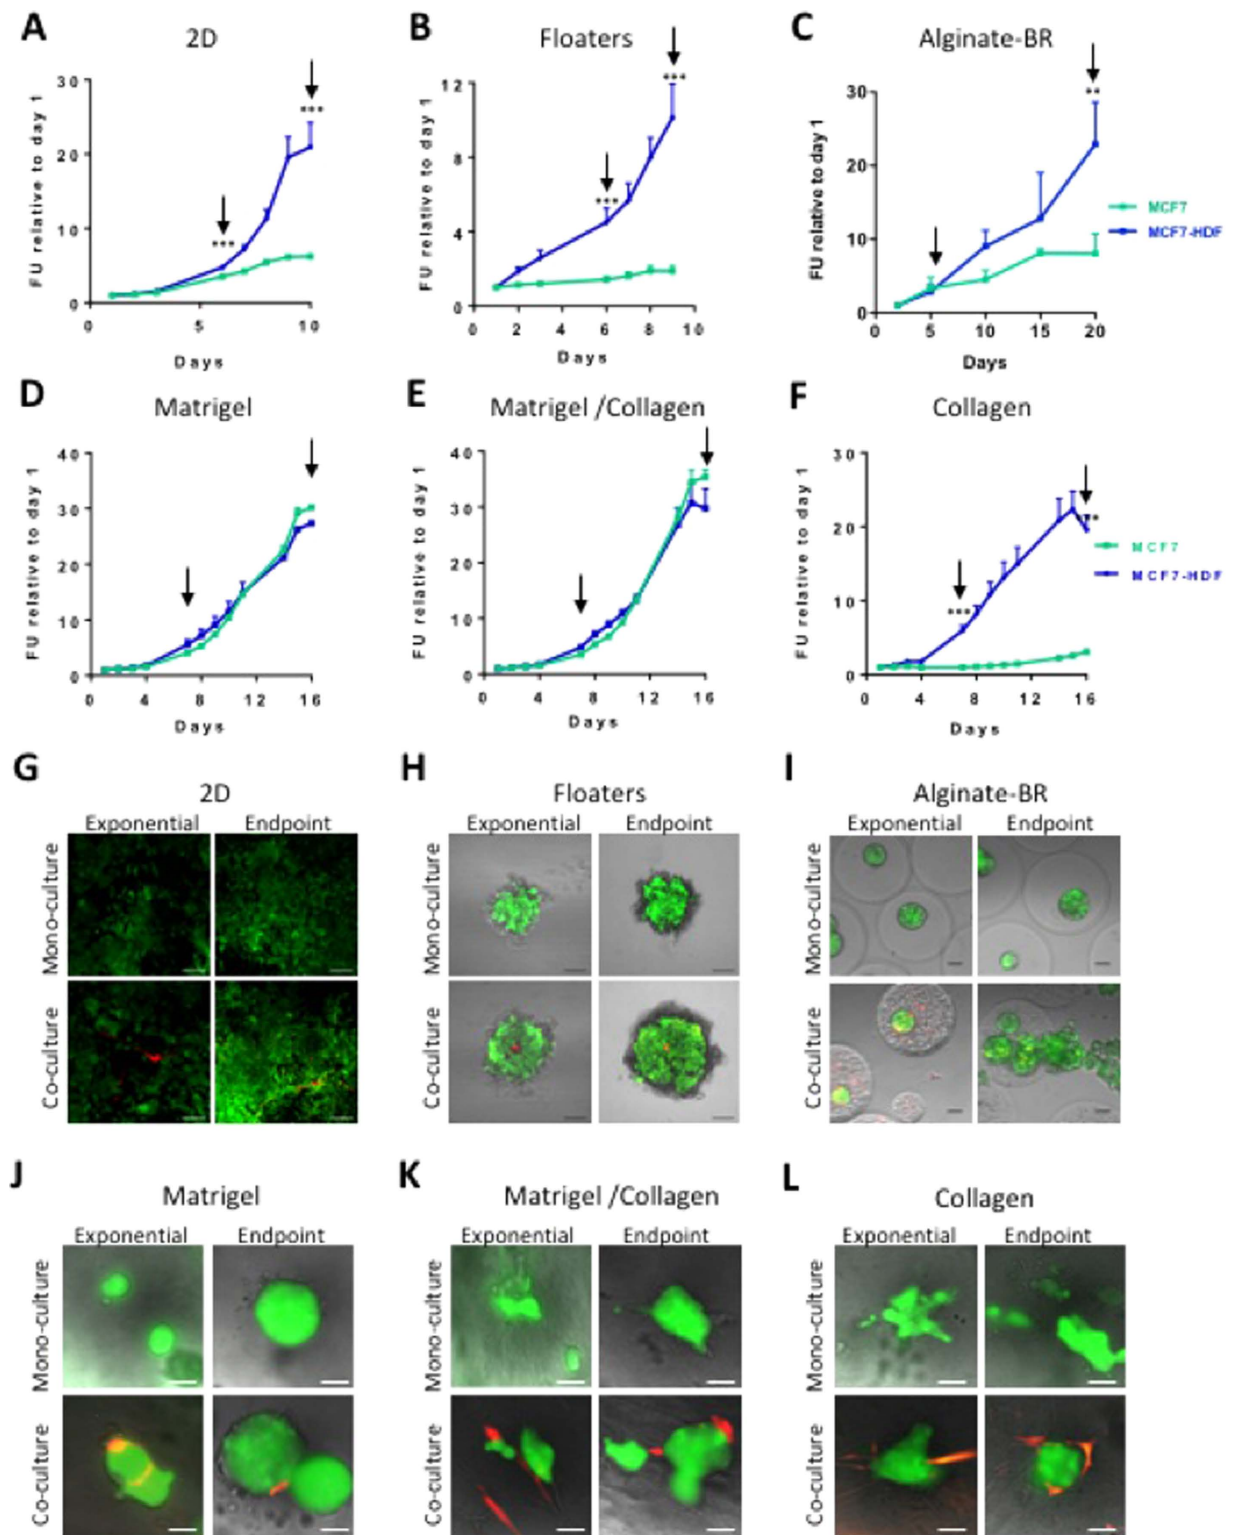 A
2D
B
Floaters
C
Alginate-BR
FU relative to day 1
30
20
10
0
***
***
0 5 10
Days
FU relative to day 1
12
8
4
0
***
***
0 2 4 6 8 10
Days
FU relative to day 1
30
20
10
0
**
0 5 10 15 20
Days
MCF7
MCF7-HDF
D
Matrigel
E
Matrigel /Collagen
F
Collagen
FU relative to day 1
40
30
20
10
0
0 4 8 12 16
Days
FU relative to day 1
40
30
20
10
0
0 4 8 12 16
Days
FU relative to day 1
30
20
10
0
***
***
0 4 8 12 16
Days
MCF7
MCF7-HDF
G
2D
Exponential Endpoint
Mono-culture
Co-culture
H
Floaters
Exponential Endpoint
Mono-culture
Co-culture
I
Alginate-BR
Exponential Endpoint
Mono-culture
Co-culture
J
Matrigel
Exponential Endpoint
Mono-culture
Co-culture
K
Matrigel /Collagen
Exponential Endpoint
Mono-culture
Co-culture
L
Collagen
Exponential Endpoint
Mono-culture
Co-culture